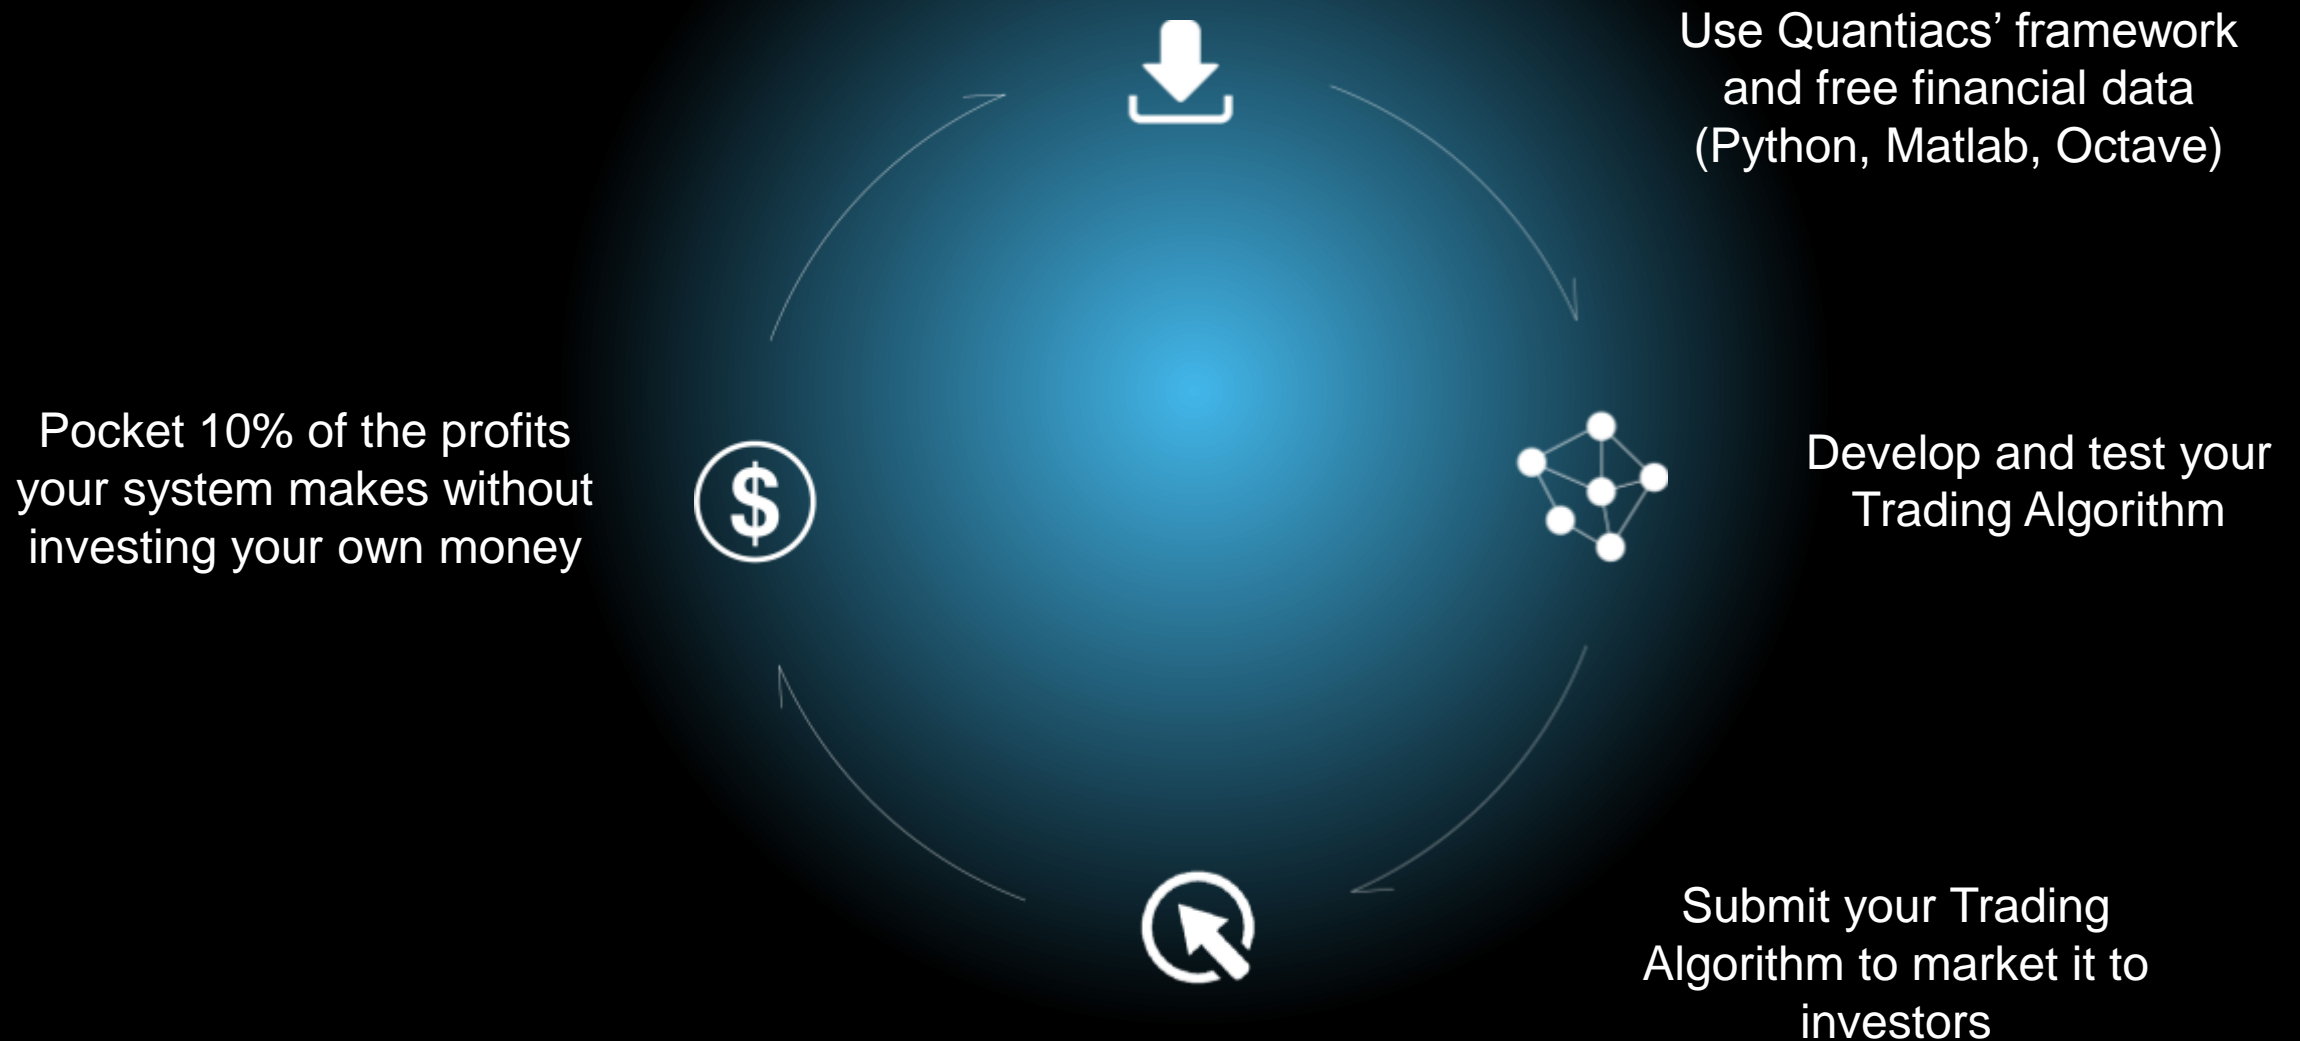 Use Quantiacs’ framework
and free financial data
(Python, Matlab, Octave)
Develop and test your
Trading Algorithm
Submit your Trading
Algorithm to market it to
investors
Pocket 10% of the profits
your system makes without
investing your own money
$